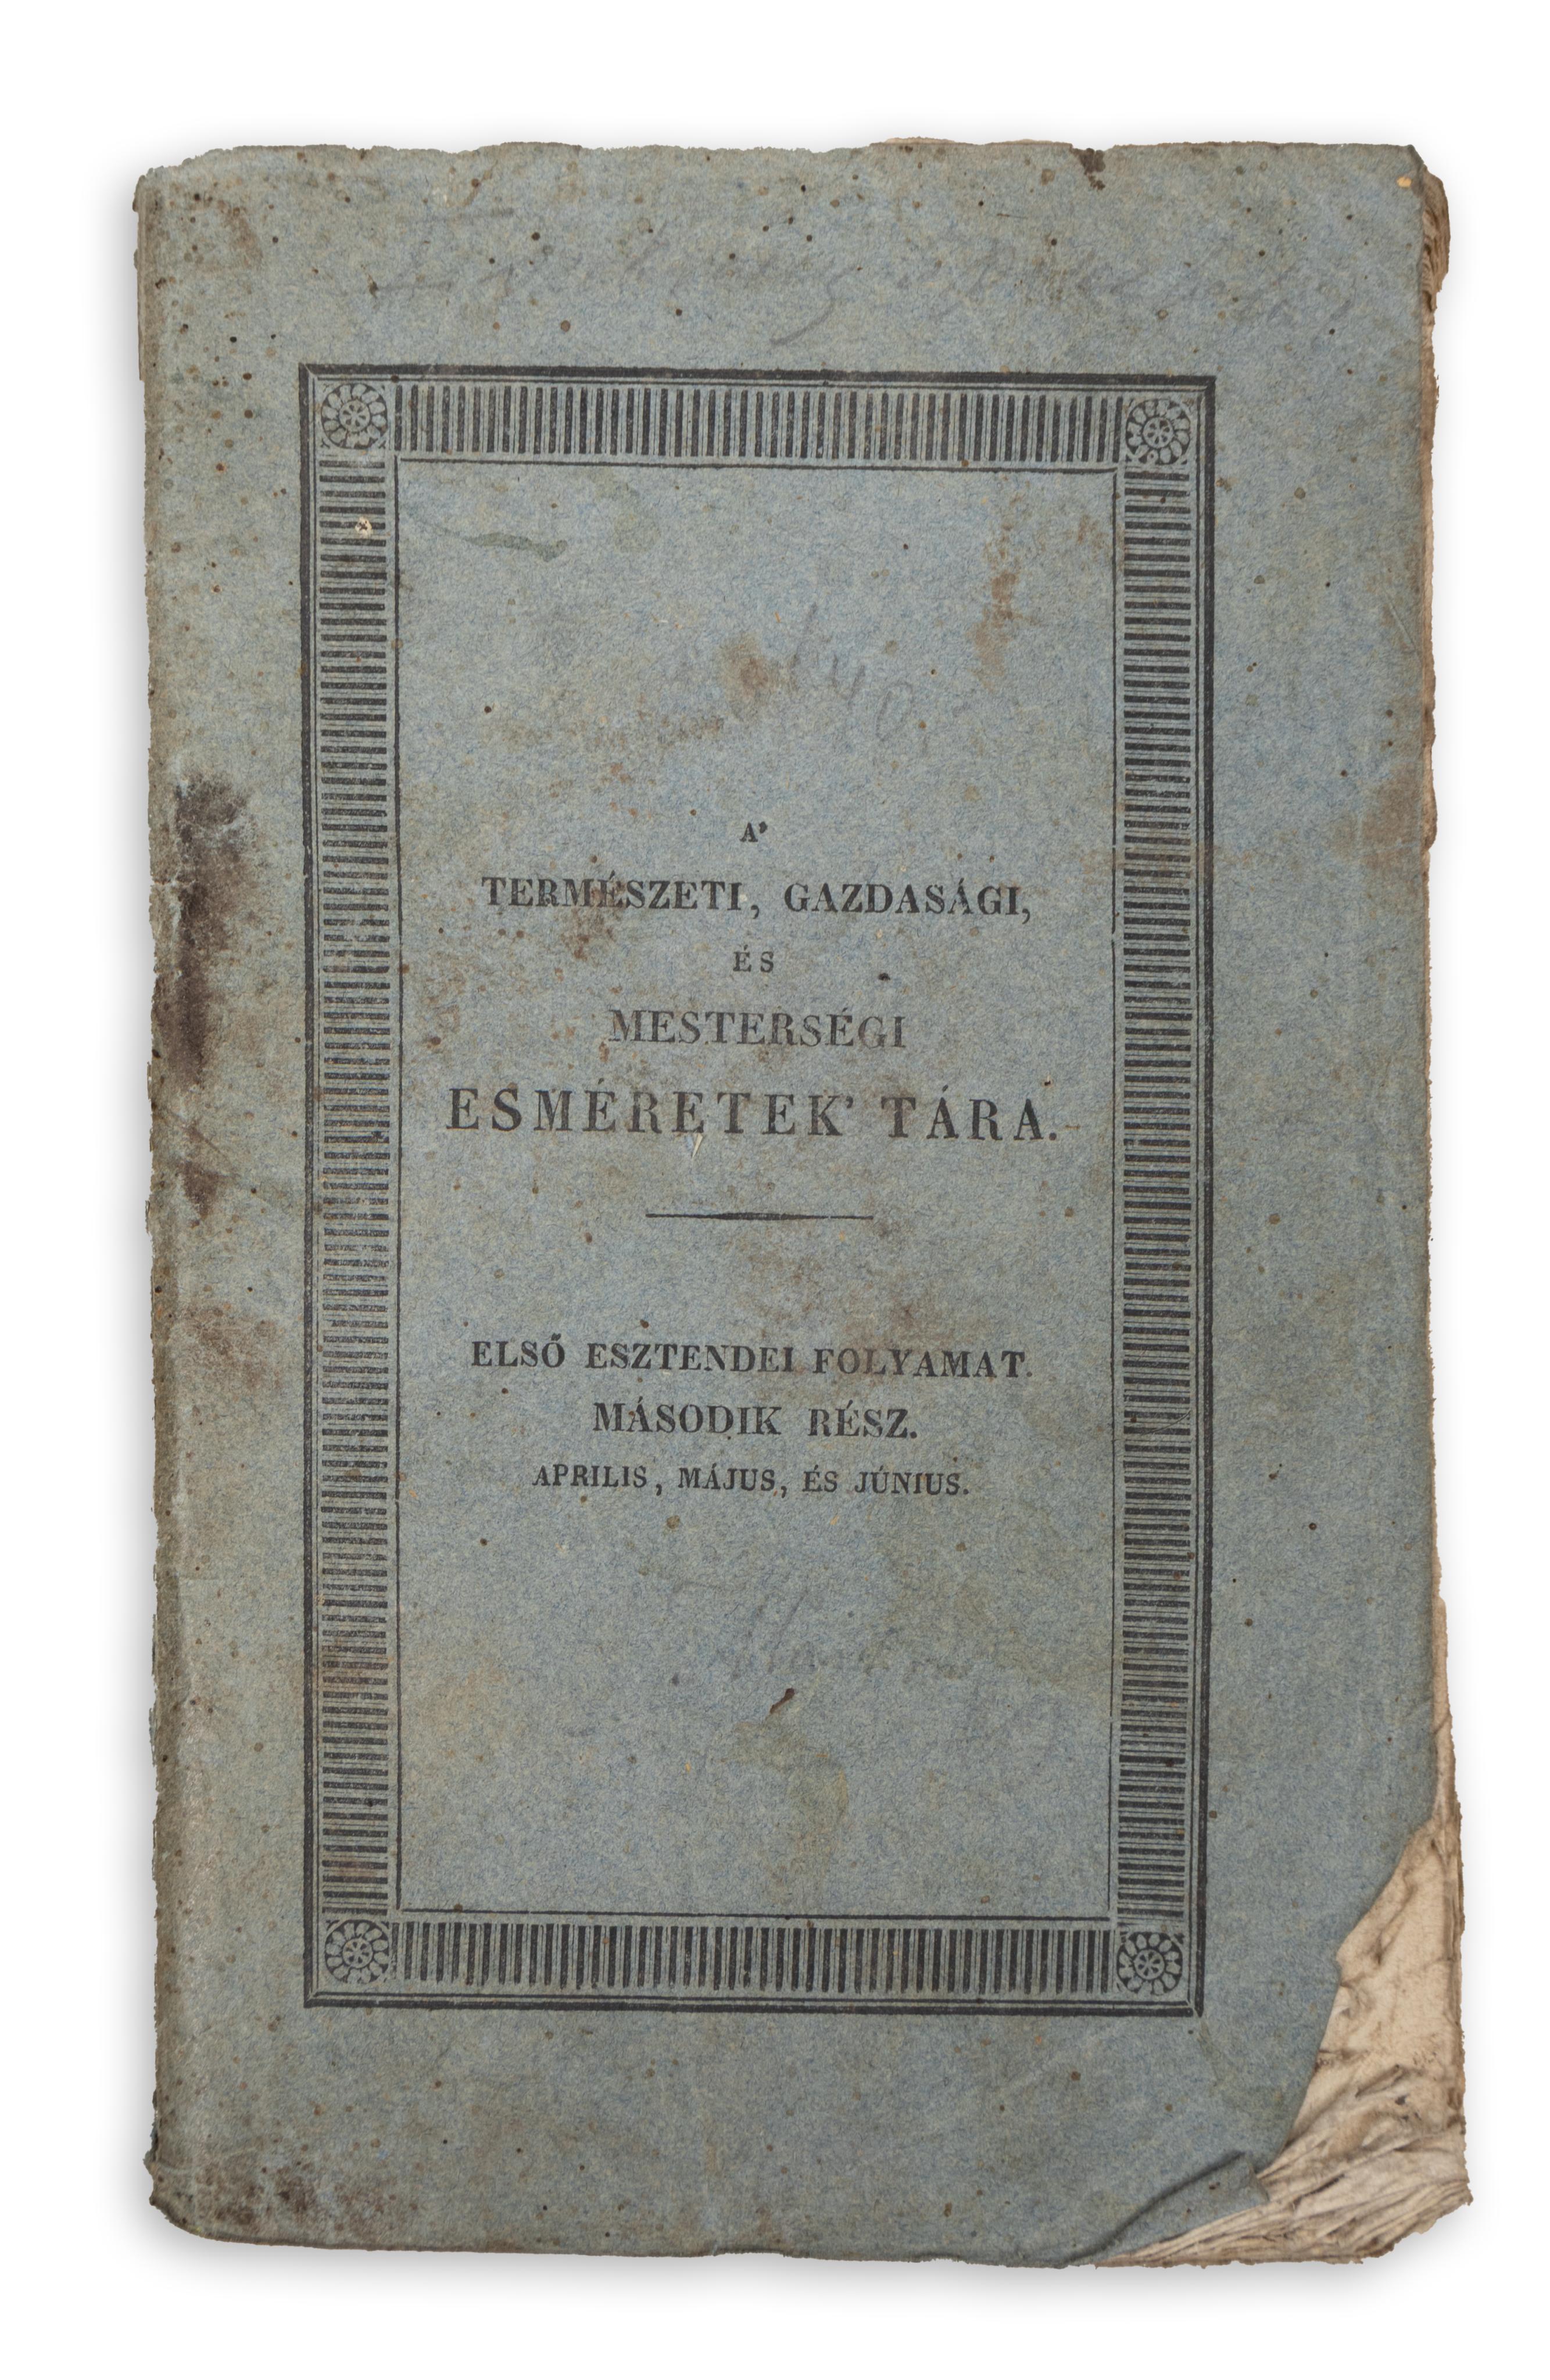 A'
TERMÉSZETI, GAZDASÁGI,
ÉS
MESTERSÉGI
ESMÉRETEK' TÁRA.
ELSŐ ESZTENDEI FOLYAMAT.
MÁSODIK RÉSZ.
APRILIS, MÁJUS, ÉS JÚNIUS.